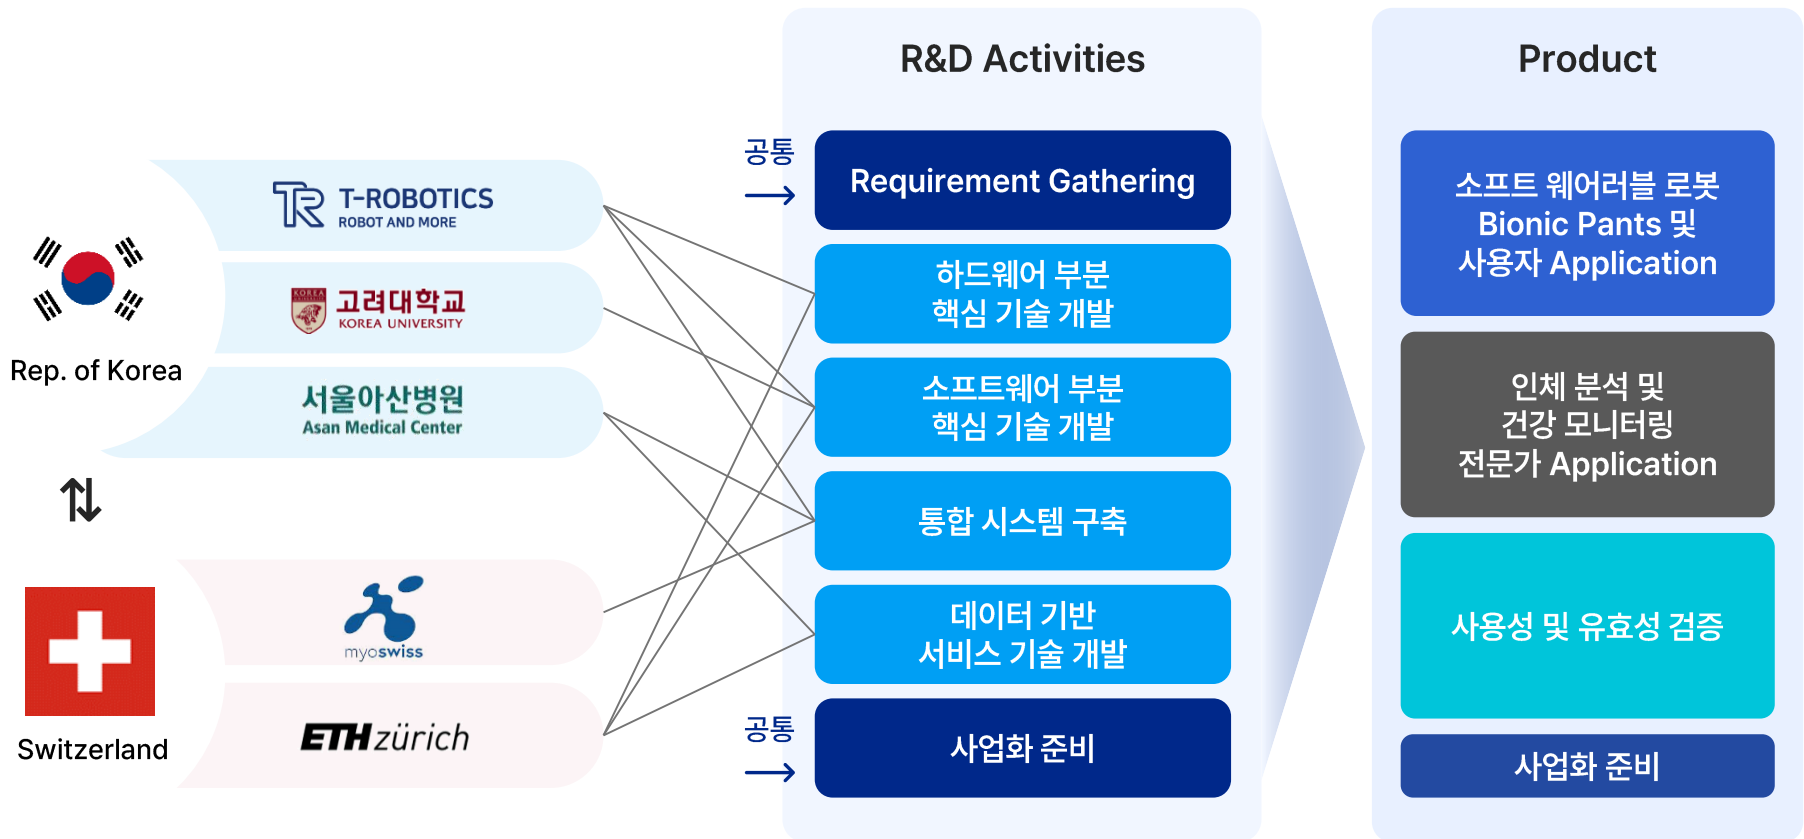 Rep. of Korea
T-ROBOTICS
ROBOT AND MORE
KOREA
고려대학교
KOREA UNIVERSITY
서울아산병원
Asan Medical Center
Switzerland
myoswiss
ETH zürich
R&D Activities
공통
Requirement Gathering
하드웨어 부분
핵심 기술 개발
소프트웨어 부분
핵심 기술 개발
통합 시스템 구축
데이터 기반
서비스 기술 개발
공통
사업화 준비
Product
소프트 웨어러블 로봇
Bionic Pants 및
사용자 Application
인체 분석 및
건강 모니터링
전문가 Application
사용성 및 유효성 검증
사업화 준비